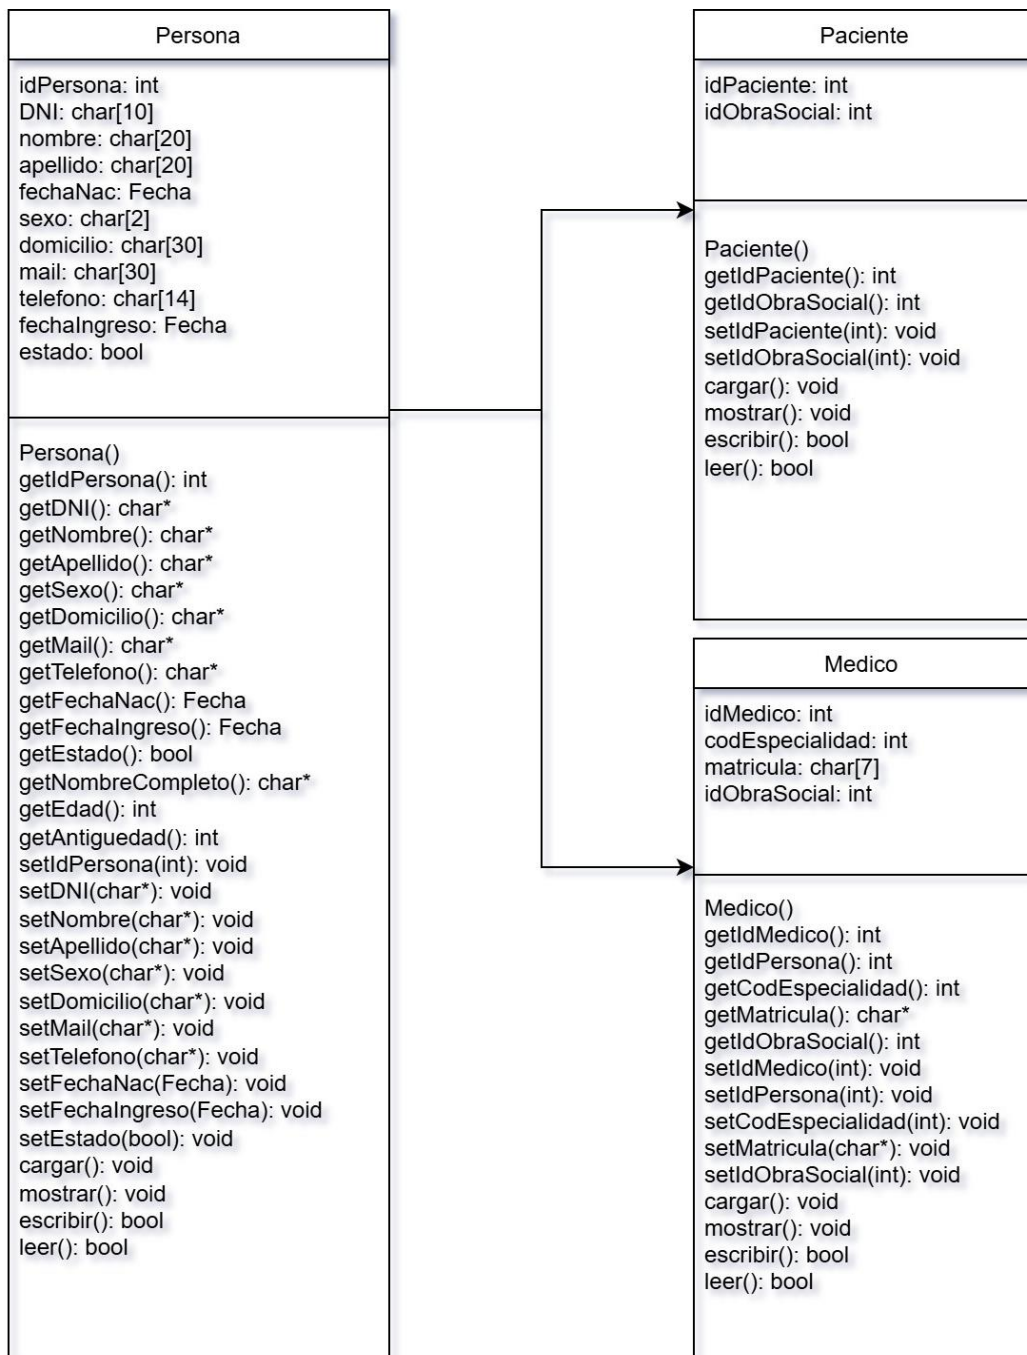 Persona
idPersona: int
DNI: char[10]
nombre: char[20]
apellido: char[20]
fechaNac: Fecha
sexo: char[2]
domicilio: char[30]
mail: char[30]
telefono: char[14]
fechaIngreso: Fecha
estado: bool
Persona()
getIdPersona(): int
getDNI(): char*
getNombre(): char*
getApellido(): char*
getSexo(): char*
getDomicilio(): char*
getMail(): char*
getTelefono(): char*
getFechaNac(): Fecha
getFechaIngreso(): Fecha
getEstado(): bool
getNombreCompleto(): char*
getEdad(): int
getAntiguedad(): int
setIdPersona(int): void
setDNI(char*): void
setNombre(char*): void
setApellido(char*): void
setSexo(char*): void
setDomicilio(char*): void
setMail(char*): void
setTelefono(char*): void
setFechaNac(Fecha): void
setFechaIngreso(Fecha): void
setEstado(bool): void
cargar(): void
mostrar(): void
escribir(): bool
leer(): bool
Paciente
idPaciente: int
idObraSocial: int
Paciente()
getIdPaciente(): int
getIdObraSocial(): int
setIdPaciente(int): void
setIdObraSocial(int): void
cargar(): void
mostrar(): void
escribir(): bool
leer(): bool
Medico
idMedico: int
codEspecialidad: int
matricula: char[7]
idObraSocial: int
Medico()
getIdMedico(): int
getIdPersona(): int
getCodEspecialidad(): int
getMatricula(): char*
getIdObraSocial(): int
setIdMedico(int): void
setIdPersona(int): void
setCodEspecialidad(int): void
setMatricula(char*): void
setIdObraSocial(int): void
cargar(): void
mostrar(): void
escribir(): bool
leer(): bool